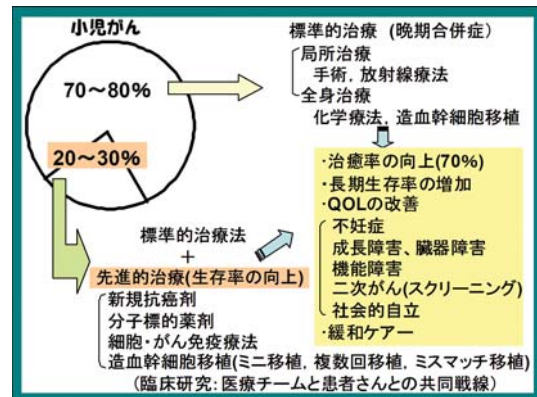 小児がん
70～80%
20～30%
標準的治療 (晩期合併症)
局所治療
手術，放射線療法
全身治療
化学療法，造血幹細胞移植
・治癒率の向上(70%)
・長期生存率の増加
・QOLの改善
不妊症
成長障害、臓器障害
機能障害
二次がん(スクリーニング)
社会的自立
・緩和ケアー
標準的治療法
+
先進的治療(生存率の向上)
新規抗癌剤
分子標的薬剤
細胞・がん免疫療法
造血幹細胞移植(ミニ移植，複数回移植，ミスマッチ移植)
(臨床研究：医療チームと患者さんとの共同戦線)